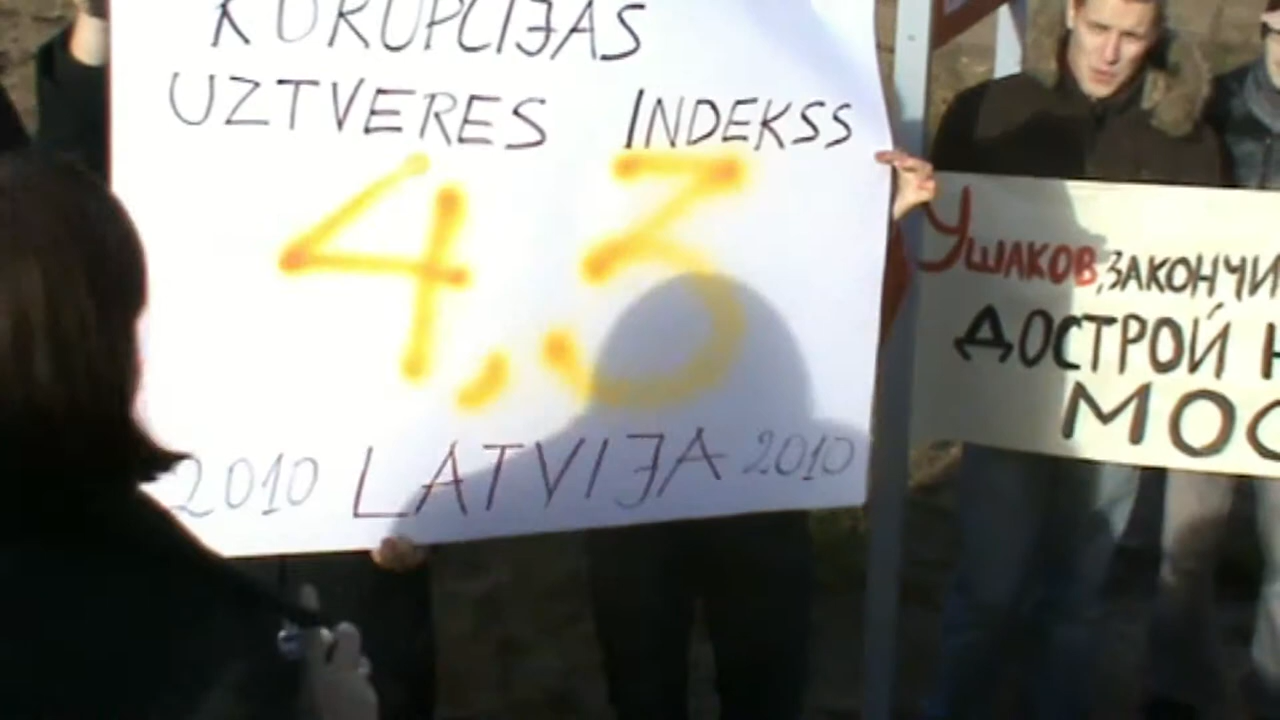 KORUPCIJAS
UZTVERES INDEKSS
4,3
2010 LATVIJA 2010
УШАКОВ, ЗАКОНЧИ
ДОСТРОЙ
МОС